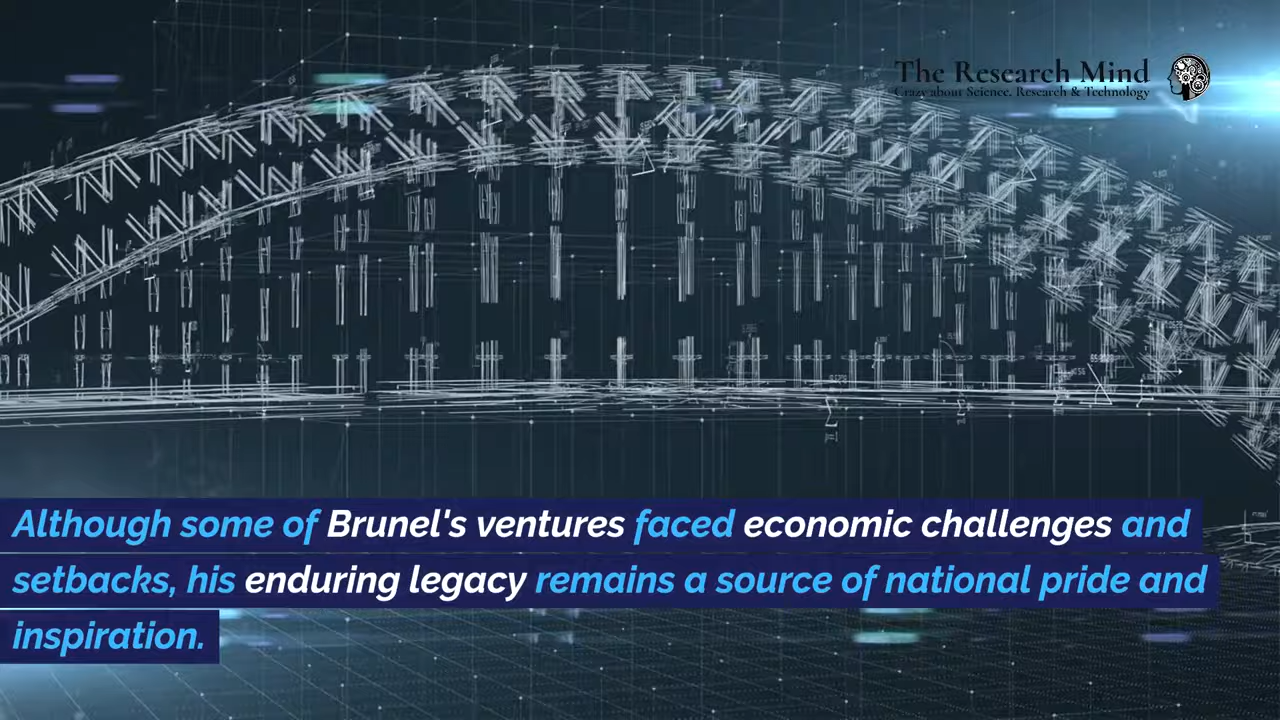 The Research Mind
Crazy about Science, Research & Technology
Although some of Brunel's ventures faced economic challenges and
setbacks, his enduring legacy remains a source of national pride and
inspiration.